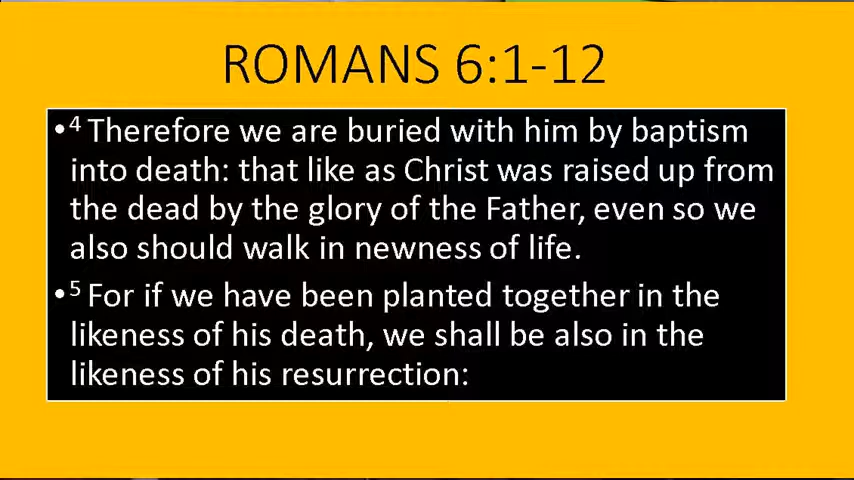 ROMANS 6:1-12
•⁴ Therefore we are buried with him by baptism
into death: that like as Christ was raised up from
the dead by the glory of the Father, even so we
also should walk in newness of life.
•⁵ For if we have been planted together in the
likeness of his death, we shall be also in the
likeness of his resurrection: